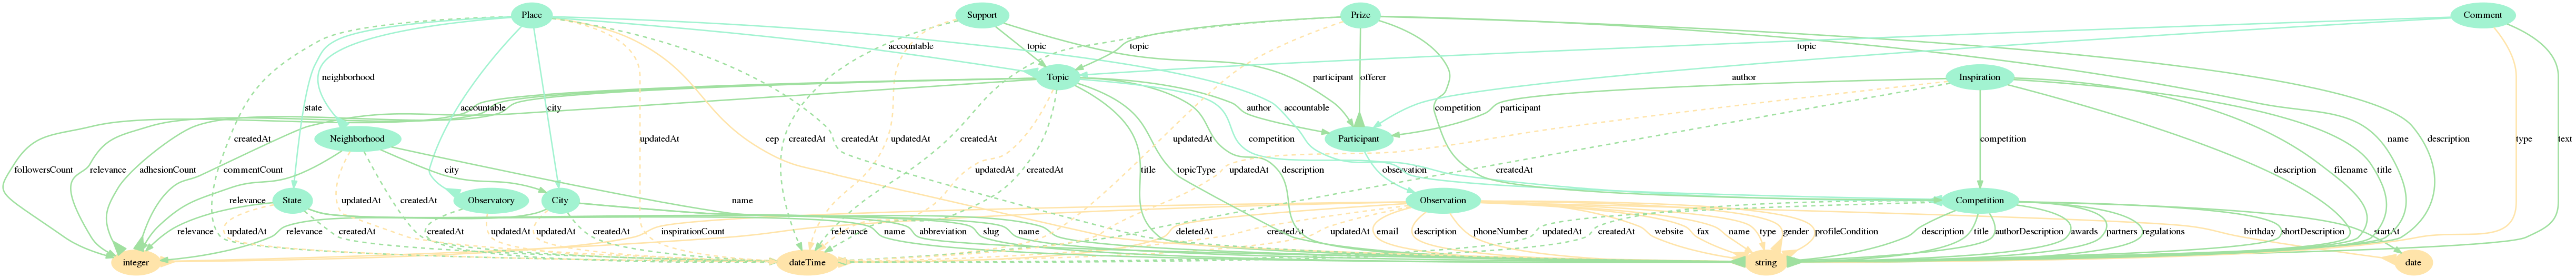 Place
Support
Prize
Comment
accountable
topic
topic
topic
neighborhood
Topic
participant
offerer
author
Inspiration
state
accountable
city
author
accountable
competition
participant
createdAt
Neighborhood
updatedAt
cep
createdAt
createdAt
updatedAt
createdAt
updatedAt
competition
Participant
competition
name
description
type
text
followersCount
relevance
adhesionCount
commentCount
city
updatedAt
createdAt
title
topicType
description
updatedAt
observation
createdAt
description
filename
title
relevance
updatedAt
createdAt
name
State
Observatory
City
Observation
Competition
relevance
updatedAt
createdAt
relevance
createdAt
updatedAt
updatedAt
createdAt
inspirationCount
relevance
name
abbreviation
slug
name
deletedAt
createdAt
updatedAt
email
description
phoneNumber
website
fax
name
type
gender
profileCondition
updatedAt
createdAt
description
title
authorDescription
awards
partners
regulations
birthday
shortDescription
startAt
integer
dateTime
string
date